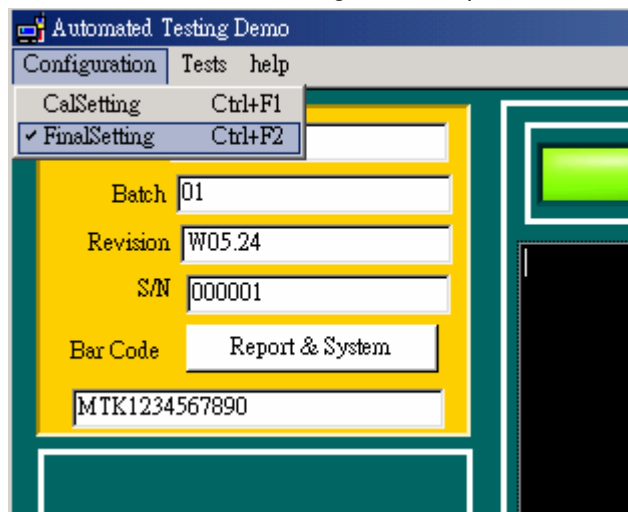 Automated Testing Demo
Configuration Tests help
CalSetting Ctrl+F1
✓ FinalSetting Ctrl+F2
Batch 01
Revision W05.24
S/N 000001
Bar Code Report & System
MTK1234567890